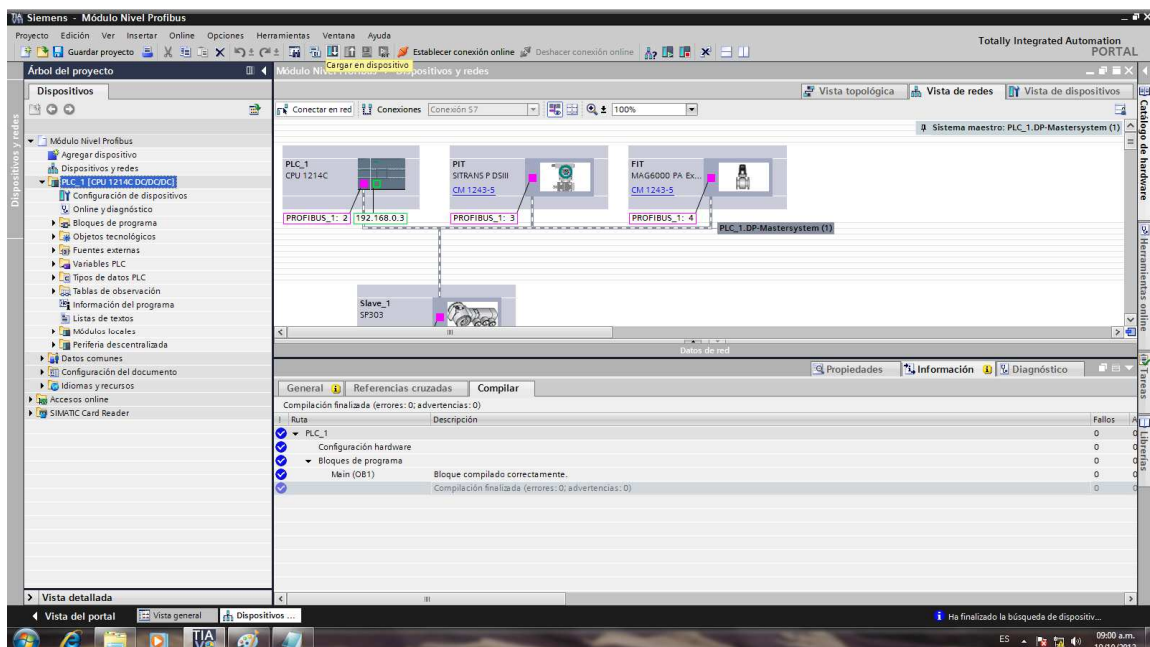 Siemens - Módulo Nivel Profibus
Proyecto Edición Ver Insertar Online Opciones Herramientas Ventana Ayuda
Totally Integrated Automation
PORTAL
Guardar proyecto
Establecer conexión online
Deshacer conexión online
Cargar en dispositivo
Árbol del proyecto
Dispositivos y redes
Dispositivos
Vista topológica
Vista de redes
Vista de dispositivos
Conectar en red
Conexiones
Conexión S7
100%
Sistema maestro: PLC_1.DP-Mastersystem (1)
Módulo Nivel Profibus
Agregar dispositivo
Dispositivos y redes
PLC_1 [CPU 1214C DC/DC/DC]
Configuración de dispositivos
Online y diagnóstico
Bloques de programa
Objetos tecnológicos
Fuentes externas
Variables PLC
Tipos de datos PLC
Tablas de observación
Información del programa
Listas de textos
Módulos locales
Periferia descentralizada
Datos comunes
Configuración del documento
Idiomas y recursos
Accesos online
SIMATIC Card Reader
PLC_1
CPU 1214C
PIT
SITRANS P DSIII
CM 1243-5
FIT
MAG6000 PA Ex...
CM 1243-5
PROFIBUS_1: 2
192.168.0.3
PROFIBUS_1: 3
PROFIBUS_1: 4
PLC_1.DP-Mastersystem (1)
Slave_1
SP303
Datos de red
Propiedades
Información
Diagnóstico
General
Referencias cruzadas
Compilar
Compilación finalizada (errores: 0; advertencias: 0)
! Ruta Descripción Fallos A
PLC_1 0 0
Configuración hardware 0 0
Bloques de programa 0 0
Main (OB1) Bloque compilado correctamente. 0 0
Compilación finalizada (errores: 0; advertencias: 0) 0 0
Catálogo de hardware
Herramientas online
Tareas
Librerías
Vista detallada
Vista del portal
Vista general
Dispositivos ...
Ha finalizado la búsqueda de dispositiv...
TIA
ES
09:00 a.m.